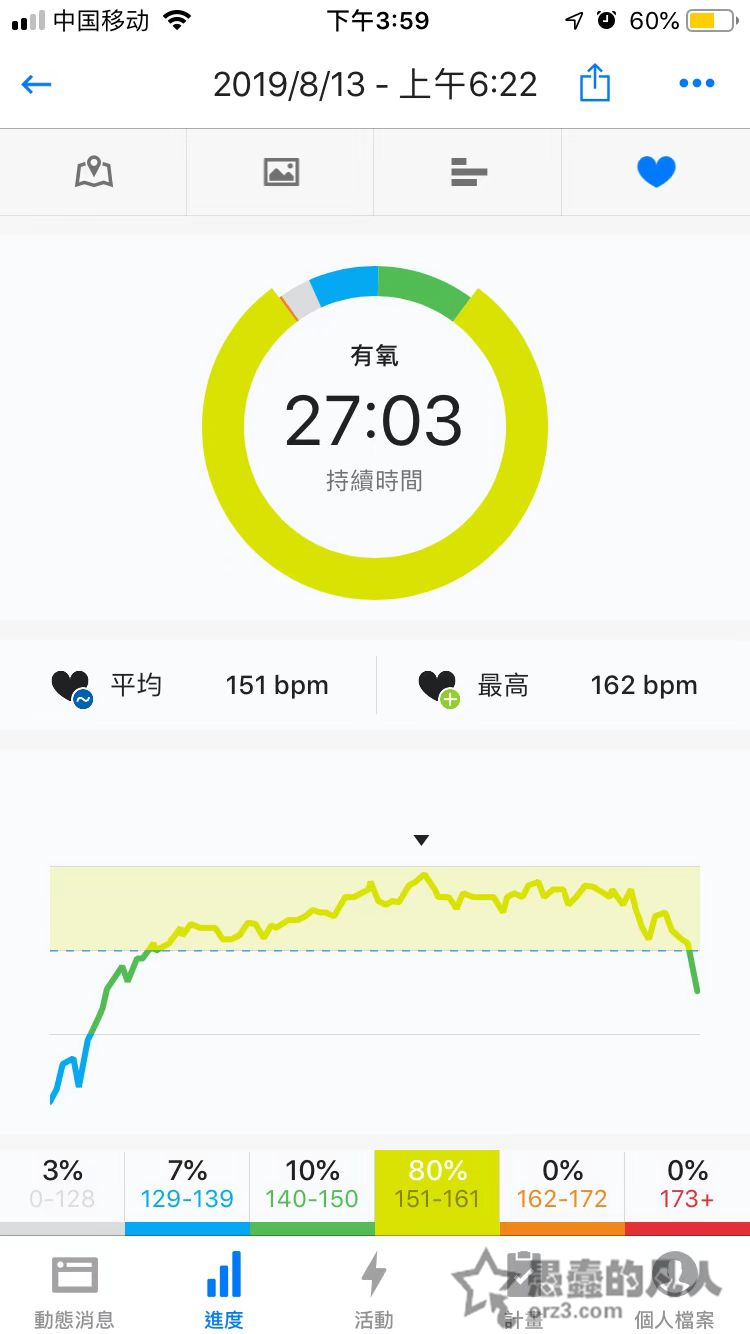 中国移动 下午3:59 60%
2019/8/13 - 上午6:22
有氧
27:03
持續時間
平均 151 bpm 最高 162 bpm
3% 7% 10% 80% 0% 0%
0-128 129-139 140-150 151-161 162-172 173+
愚蠢的凡人
orz3.com
動態消息 進度 活動 計畫 個人檔案